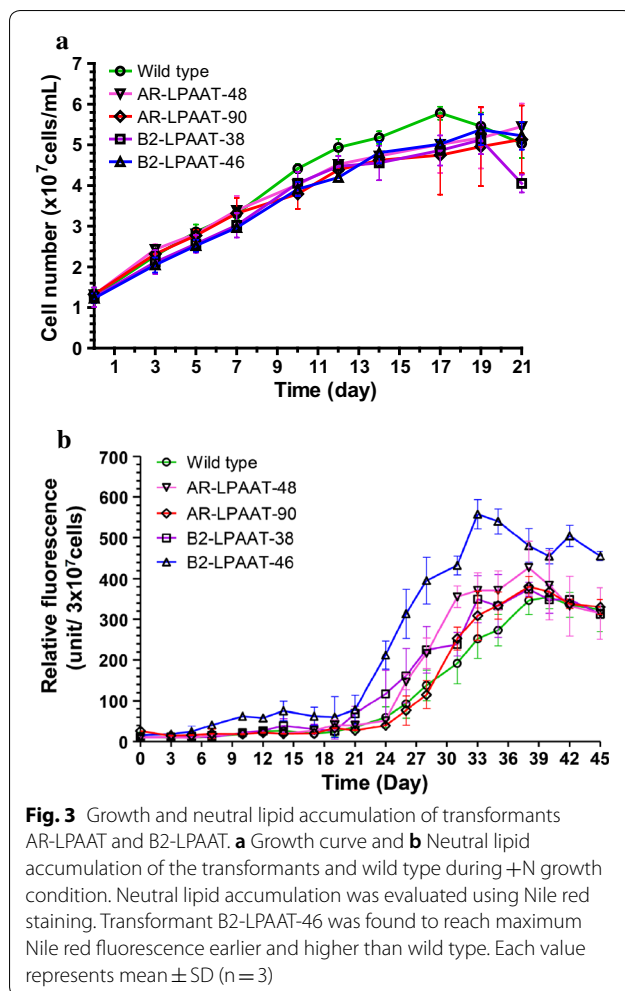 a
7
6
5
4
3
2
1
0
Cell number (x10⁷cells/mL)
Wild type
AR-LPAAT-48
AR-LPAAT-90
B2-LPAAT-38
B2-LPAAT-46
1 3 5 7 9 11 13 15 17 19 21
Time (day)
b
700
600
500
400
300
200
100
0
Relative fluorescence
(unit/ 3x10⁷cells)
Wild type
AR-LPAAT-48
AR-LPAAT-90
B2-LPAAT-38
B2-LPAAT-46
0 3 6 9 12 15 18 21 24 27 30 33 36 39 42 45
Time (Day)
Fig. 3 Growth and neutral lipid accumulation of transformants
AR-LPAAT and B2-LPAAT. a Growth curve and b Neutral lipid
accumulation of the transformants and wild type during +N growth
condition. Neutral lipid accumulation was evaluated using Nile red
staining. Transformant B2-LPAAT-46 was found to reach maximum
Nile red fluorescence earlier and higher than wild type. Each value
represents mean ± SD (n = 3)